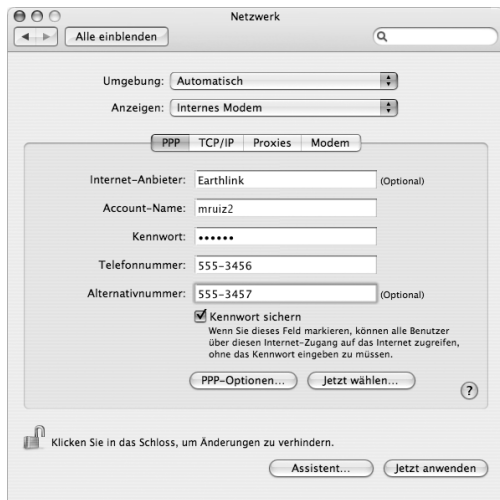 Netzwerk
Alle einblenden
Umgebung: Automatisch
Anzeigen: Internes Modem
PPP TCP/IP Proxies Modem
Internet-Anbieter: Earthlink (Optional)
Account-Name: mruiz2
Kennwort: ••••••
Telefonnummer: 555-3456
Alternativnummer: 555-3457 (Optional)
Kennwort sichern
Wenn Sie dieses Feld markieren, können alle Benutzer
über diesen Internet-Zugang auf das Internet zugreifen,
ohne das Kennwort eingeben zu müssen.
PPP-Optionen... Jetzt wählen...
?
Klicken Sie in das Schloss, um Änderungen zu verhindern.
Assistent... Jetzt anwenden